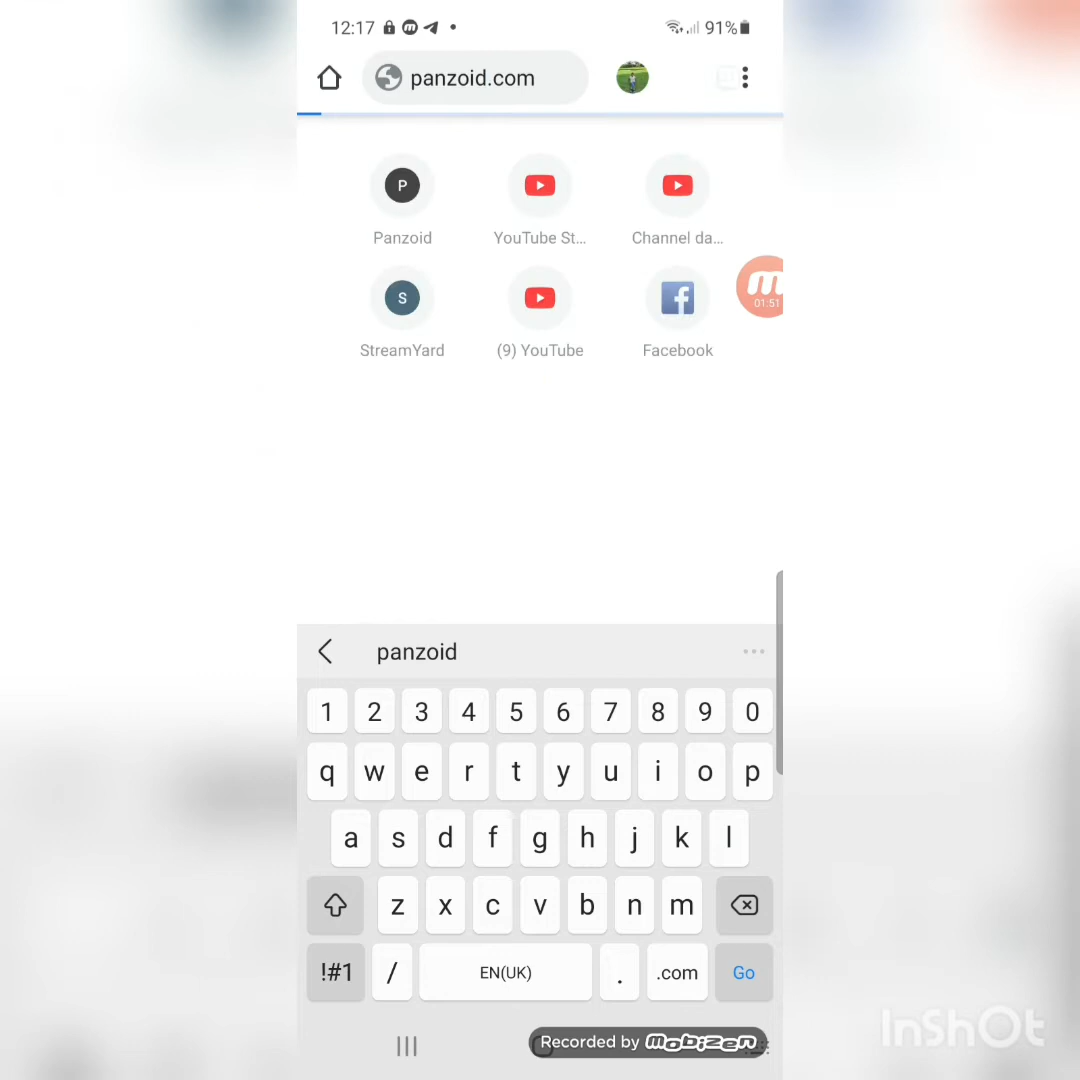 12:17 91%
panzoid.com
P
Panzoid YouTube St... Channel da...
S
01:51
StreamYard (9) YouTube Facebook
panzoid
1 2 3 4 5 6 7 8 9 0
q w e r t y u i o p
a s d f g h j k l
z x c v b n m
!#1 / EN(UK) . .com Go
Recorded by mobizen
InShOt